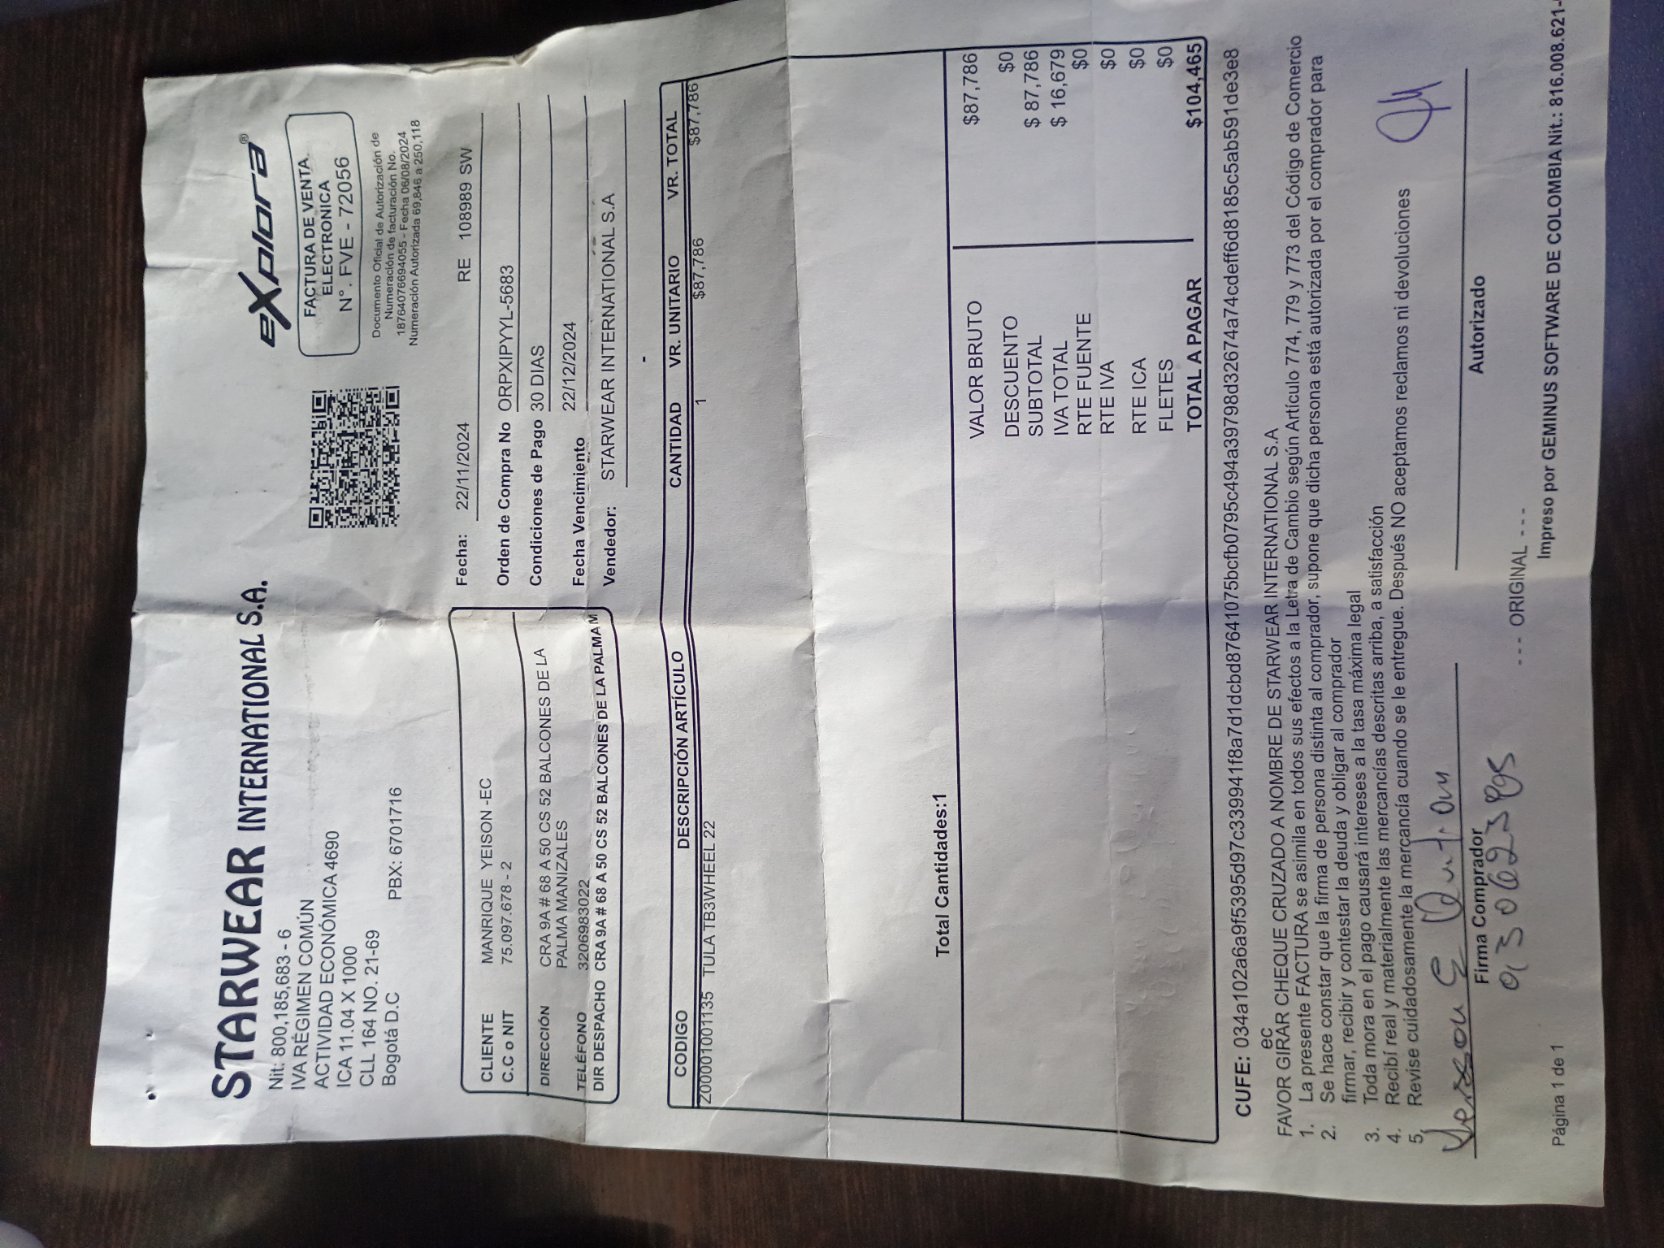 STARWEAR INTERNATIONAL S.A.
Nit: 800,185,683 - 6
IVA RÉGIMEN COMÚN
ACTIVIDAD ECONÓMICA 4690
ICA 11.04 X 1000
CLL 164 NO. 21-69
Bogotá D.C PBX: 6701716
eXplora®
FACTURA DE VENTA
ELECTRONICA
N°. FVE - 72056
Documento Oficial de Autorización de
Numeración de facturación No.
18764076694055 - Fecha 08/08/2024
Numeración Autorizada 69,846 a 250,118
CLIENTE MANRIQUE YEISON -EC
C.C o NIT 75.097.678 - 2
DIRECCIÓN CRA 9A # 68 A 50 CS 52 BALCONES DE LA
PALMA MANIZALES
TELÉFONO 3206983022
DIR DESPACHO CRA 9A # 68 A 50 CS 52 BALCONES DE LA PALMA M
Fecha: 22/11/2024 RE 108989 SW
Orden de Compra No ORPXIPYYL-5683
Condiciones de Pago 30 DIAS
Fecha Vencimiento 22/12/2024
Vendedor: STARWEAR INTERNATIONAL S.A
-
CODIGO DESCRIPCIÓN ARTÍCULO CANTIDAD VR. UNITARIO VR. TOTAL
Z00001001135 TULA TB3WHEEL 22 1 $87,786 $87,786
Total Cantidades:1
VALOR BRUTO $87,786
DESCUENTO $0
SUBTOTAL $ 87,786
IVA TOTAL $ 16,679
RTE FUENTE $0
RTE IVA $0
RTE ICA $0
FLETES $0
TOTAL A PAGAR $104,465
CUFE: 034a102a6a9f5395d97c339941f8a7d1dcbd87641075bcfb0795c494a39798d32674a74cdeff6d8185c5ab591de3e8
ec
FAVOR GIRAR CHEQUE CRUZADO A NOMBRE DE STARWEAR INTERNATIONAL S.A
1. La presente FACTURA se asimila en todos sus efectos a la Letra de Cambio según Artículo 774, 779 y 773 del Código de Comercio
2. Se hace constar que la firma de persona distinta al comprador, supone que dicha persona está autorizada por el comprador para
firmar, recibir y contestar la deuda y obligar al comprador
3. Toda mora en el pago causará intereses a la tasa máxima legal
4. Recibí real y materialmente las mercancías descritas arriba, a satisfacción
5. Revise cuidadosamente la mercancía cuando se le entregue. Después NO aceptamos reclamos ni devoluciones
Firma Comprador
Autorizado
--- ORIGINAL ---
Página 1 de 1
Impreso por GEMINUS SOFTWARE DE COLOMBIA Nit.: 816.008.621-